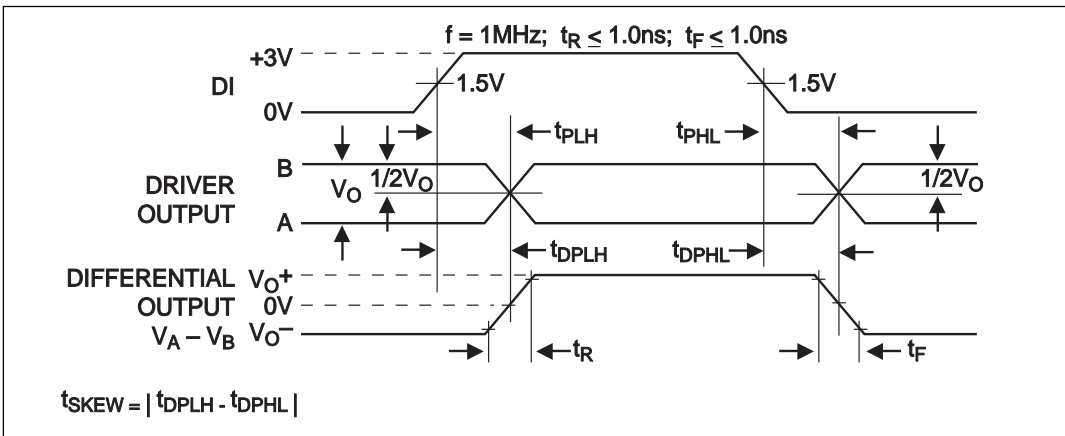 f = 1MHz; tR ≤ 1.0ns; tF ≤ 1.0ns
+3V
DI
1.5V
1.5V
0V
tPLH
tPHL
B
DRIVER
OUTPUT
VO
1/2VO
1/2VO
A
tDPLH
tDPHL
DIFFERENTIAL
OUTPUT
VA – VB
VO+
0V
VO–
tR
tF
tSKEW = | tDPLH - tDPHL |